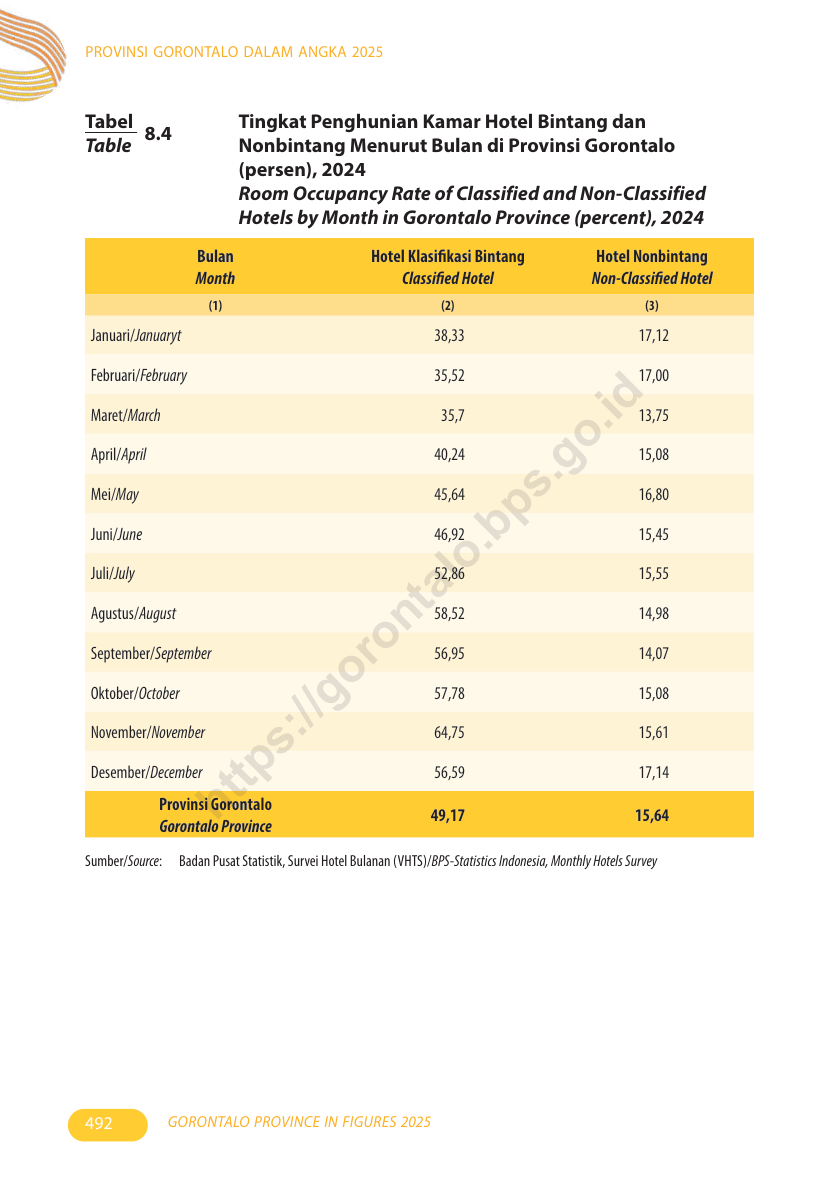 PROVINSI GORONTALO DALAM ANGKA 2025
Tabel
Table 8.4
Tingkat Penghunian Kamar Hotel Bintang dan
Nonbintang Menurut Bulan di Provinsi Gorontalo
(persen), 2024
Room Occupancy Rate of Classified and Non-Classified
Hotels by Month in Gorontalo Province (percent), 2024
Bulan Hotel Klasifikasi Bintang Hotel Nonbintang
Month Classified Hotel Non-Classified Hotel
(1) (2) (3)
Januari/Januaryt 38,33 17,12
Februari/February 35,52 17,00
Maret/March 35,7 13,75
April/April 40,24 15,08
Mei/May 45,64 16,80
Juni/June 46,92 15,45
Juli/July 52,86 15,55
Agustus/August 58,52 14,98
September/September 56,95 14,07
Oktober/October 57,78 15,08
November/November 64,75 15,61
Desember/December 56,59 17,14
Provinsi Gorontalo
Gorontalo Province 49,17 15,64
Sumber/Source: Badan Pusat Statistik, Survei Hotel Bulanan (VHTS)/BPS-Statistics Indonesia, Monthly Hotels Survey
https://gorontalo.bps.go.id
492 GORONTALO PROVINCE IN FIGURES 2025